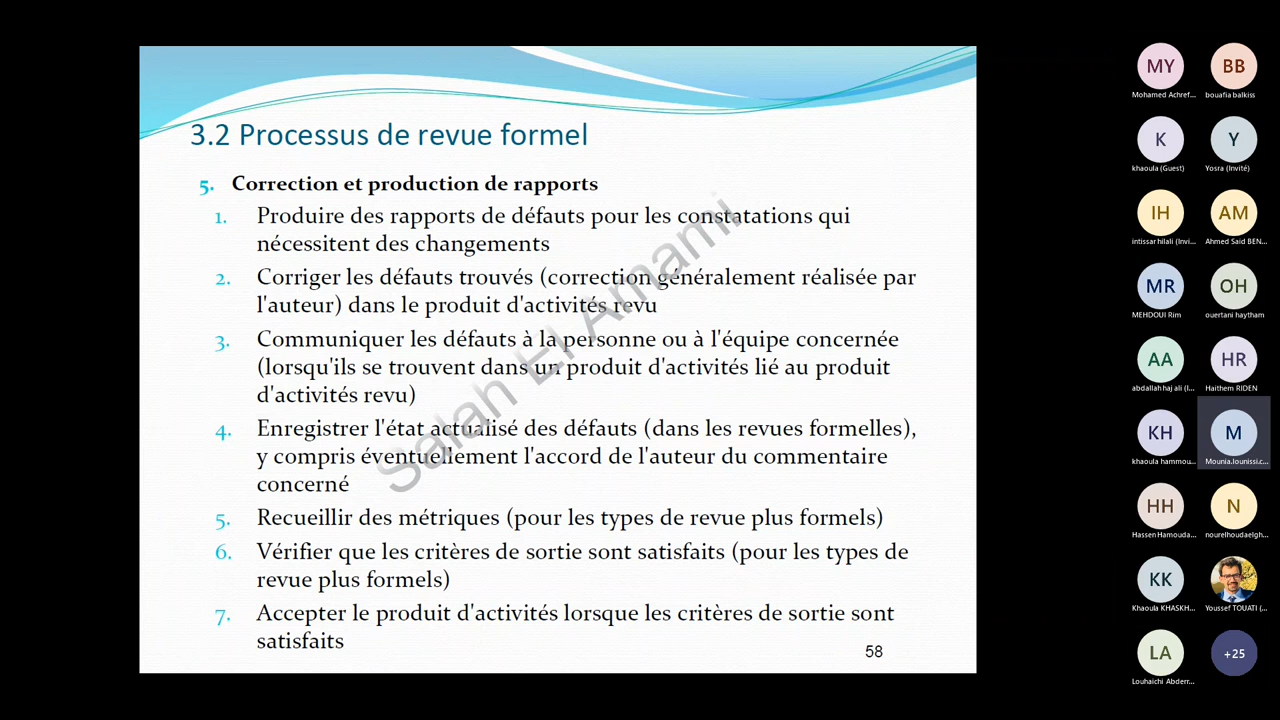 3.2 Processus de revue formel
5. Correction et production de rapports
1. Produire des rapports de défauts pour les constatations qui
nécessitent des changements
2. Corriger les défauts trouvés (correction généralement réalisée par
l'auteur) dans le produit d'activités revu
3. Communiquer les défauts à la personne ou à l'équipe concernée
(lorsqu'ils se trouvent dans un produit d'activités lié au produit
d'activités revu)
4. Enregistrer l'état actualisé des défauts (dans les revues formelles),
y compris éventuellement l'accord de l'auteur du commentaire
concerné
5. Recueillir des métriques (pour les types de revue plus formels)
6. Vérifier que les critères de sortie sont satisfaits (pour les types de
revue plus formels)
7. Accepter le produit d'activités lorsque les critères de sortie sont
satisfaits
58
Salah El Amami
MY BB
Mohamed Achref... bouafia balkiss
K Y
khaoula (Guest) Yosra (Invité)
IH AM
intissar hilali (Invi... Ahmed Said BEN...
MR OH
MEHDOUI Rim ouertani haytham
AA HR
abdallah haj ali (I... Haithem RIDEN
KH M
khaoula hammou... Mounia.lounissi.c...
HH N
Hassen Hamouda... nourelhoudaelgh...
KK
Khaoula KHASKH... Youssef TOUATI (...
LA +25
Louhaichi Abderr...